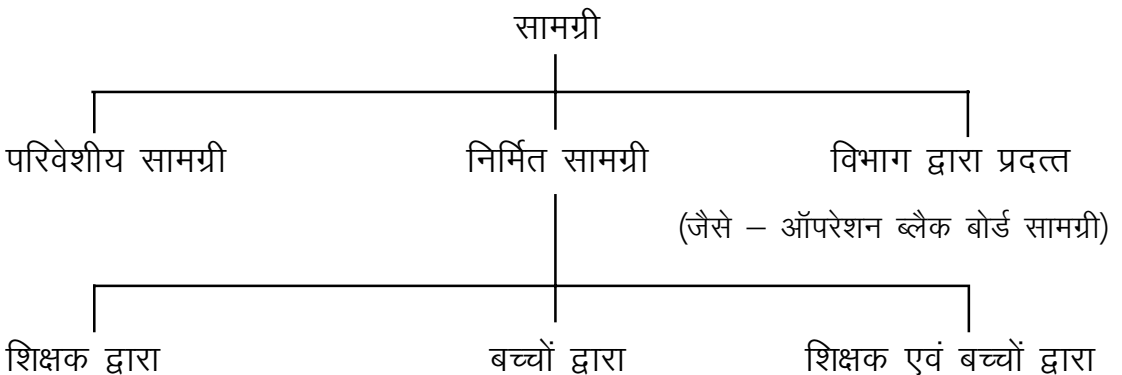 सामग्री
परिवेशीय सामग्री निर्मित सामग्री विभाग द्वारा प्रदत्त
(जैसे – ऑपरेशन ब्लैक बोर्ड सामग्री)
शिक्षक द्वारा बच्चों द्वारा शिक्षक एवं बच्चों द्वारा